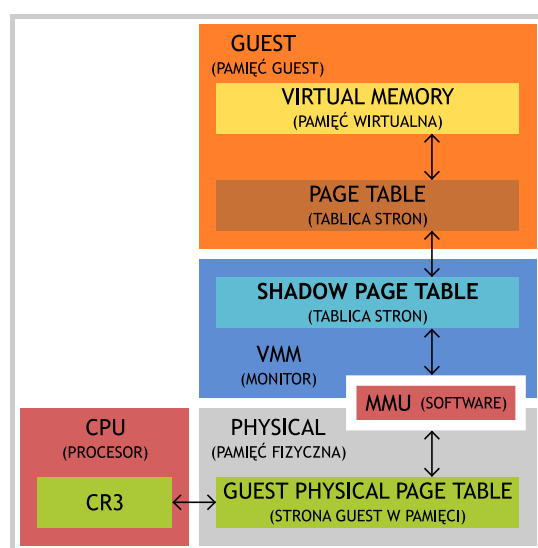 GUEST
(PAMIĘĆ GUEST)
VIRTUAL MEMORY
(PAMIĘĆ WIRTUALNA)
PAGE TABLE
(TABLICA STRON)
SHADOW PAGE TABLE
(TABLICA STRON)
VMM
(MONITOR)
MMU (SOFTWARE)
CPU
(PROCESOR)
CR3
PHYSICAL
(PAMIĘĆ FIZYCZNA)
GUEST PHYSICAL PAGE TABLE
(STRONA GUEST W PAMIĘCI)